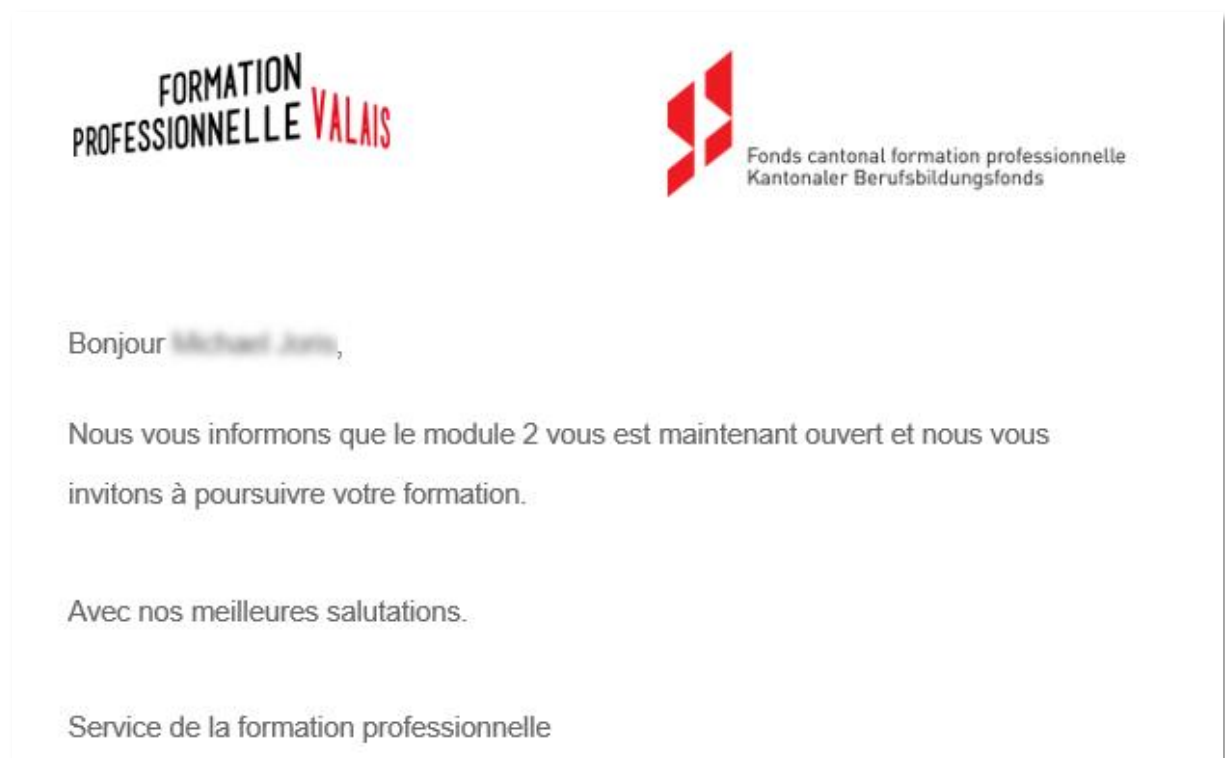 FORMATION
PROFESSIONNELLE VALAIS
Fonds cantonal formation professionnelle
Kantonaler Berufsbildungsfonds
Bonjour ,
Nous vous informons que le module 2 vous est maintenant ouvert et nous vous
invitons à poursuivre votre formation.
Avec nos meilleures salutations.
Service de la formation professionnelle